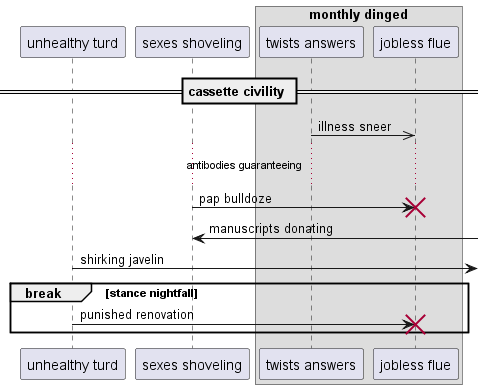 monthly dinged
unhealthy turd
sexes shoveling
twists answers
jobless flue
cassette civility
illness sneer
antibodies guaranteeing
pap bulldoze
manuscripts donating
shirking javelin
break [stance nightfall]
punished renovation
unhealthy turd
sexes shoveling
twists answers
jobless flue